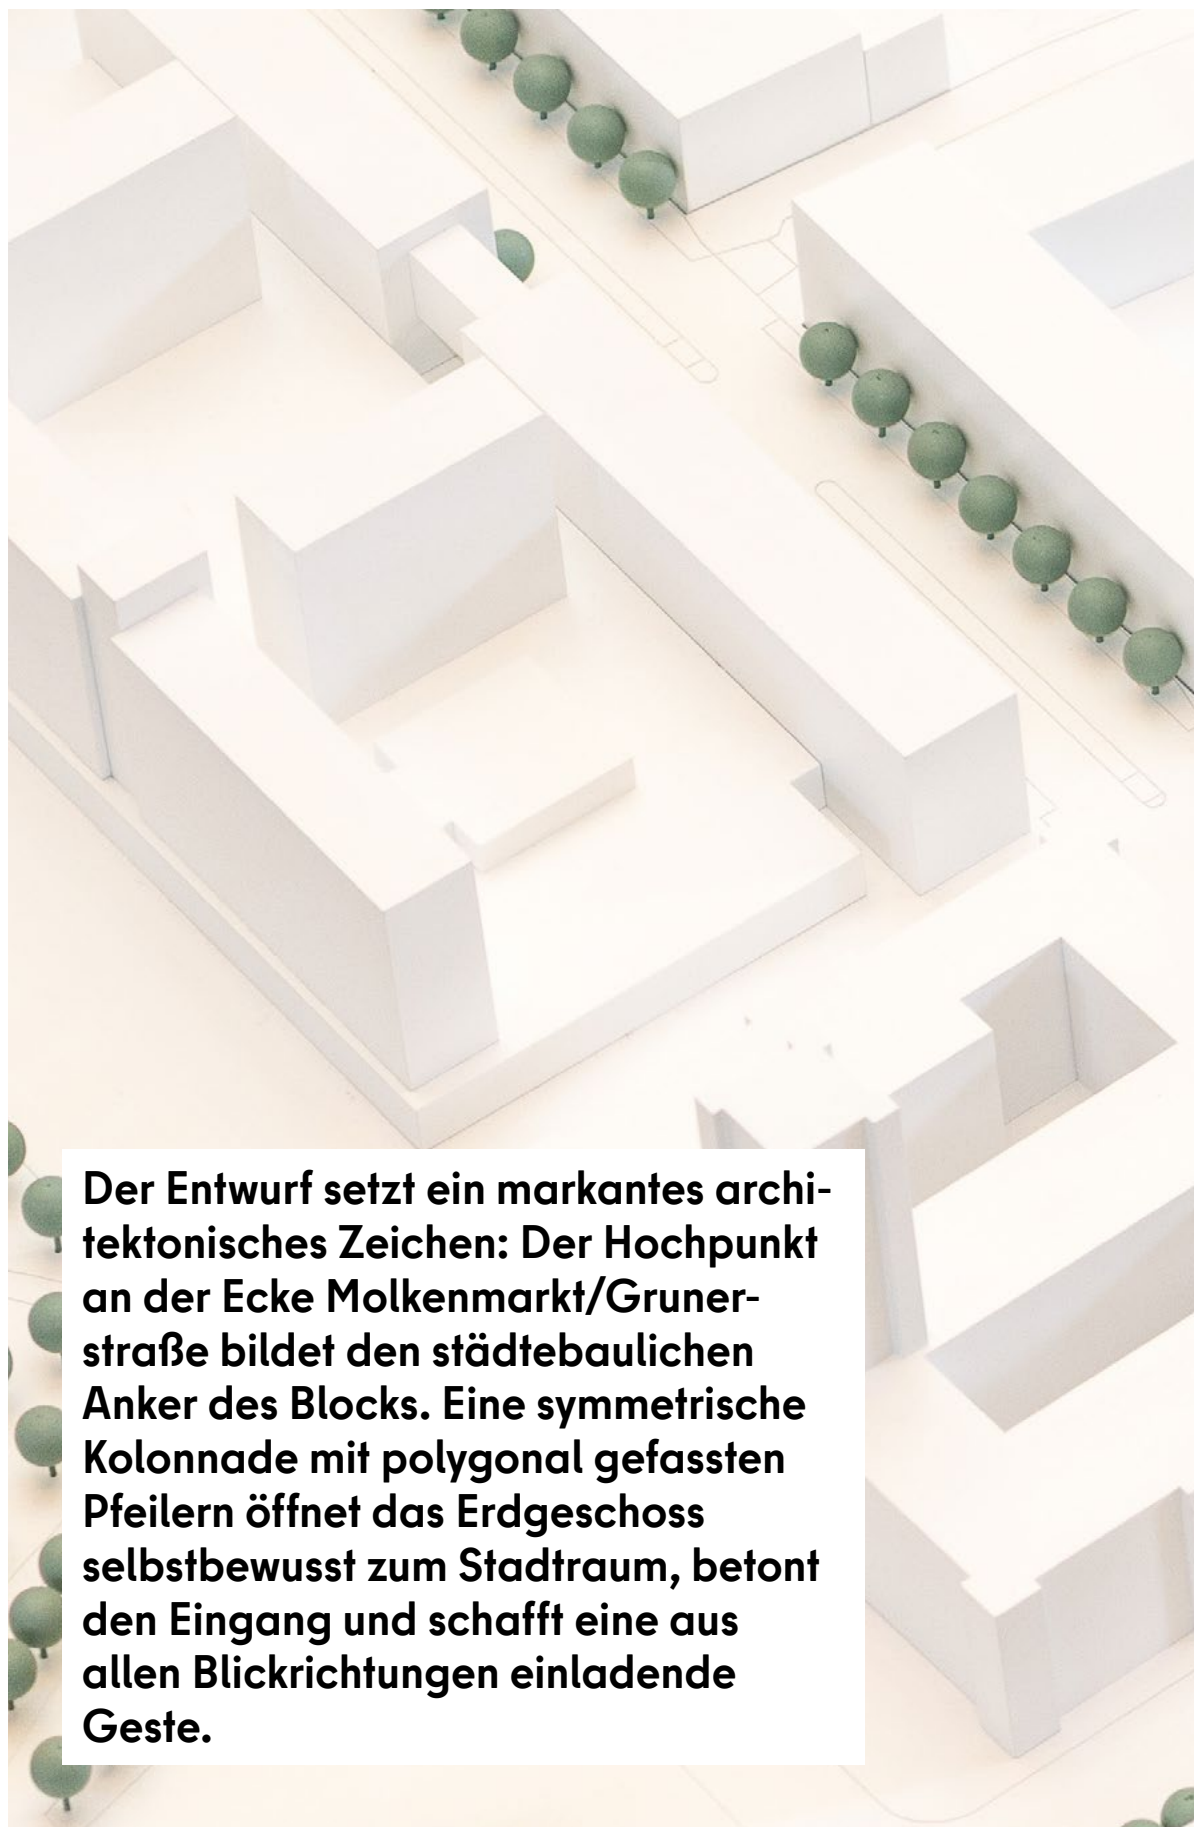 Der Entwurf setzt ein markantes archi-
tektonisches Zeichen: Der Hochpunkt
an der Ecke Molkenmarkt/Gruner-
straße bildet den städtebaulichen
Anker des Blocks. Eine symmetrische
Kolonnade mit polygonal gefassten
Pfeilern öffnet das Erdgeschoss
selbstbewusst zum Stadtraum, betont
den Eingang und schafft eine aus
allen Blickrichtungen einladende
Geste.